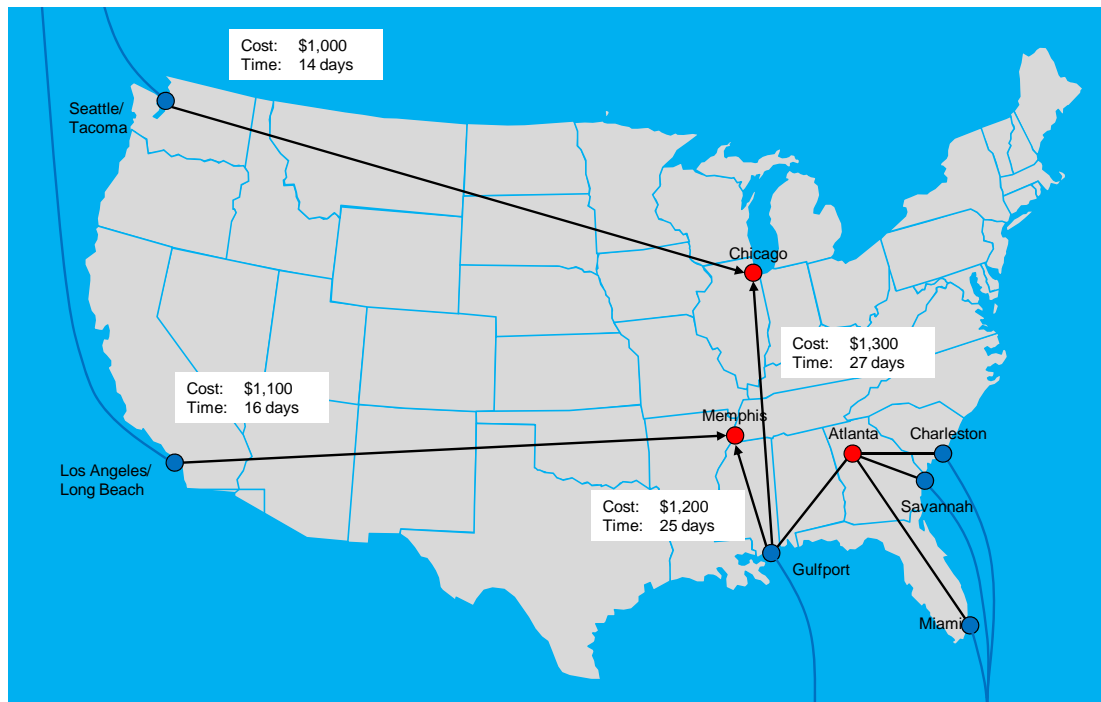 Cost: $1,000
Time: 14 days
Seattle/
Tacoma
Chicago
Cost: $1,300
Time: 27 days
Cost: $1,100
Time: 16 days
Memphis
Atlanta
Charleston
Los Angeles/
Long Beach
Cost: $1,200
Time: 25 days
Savannah
Gulfport
Miami